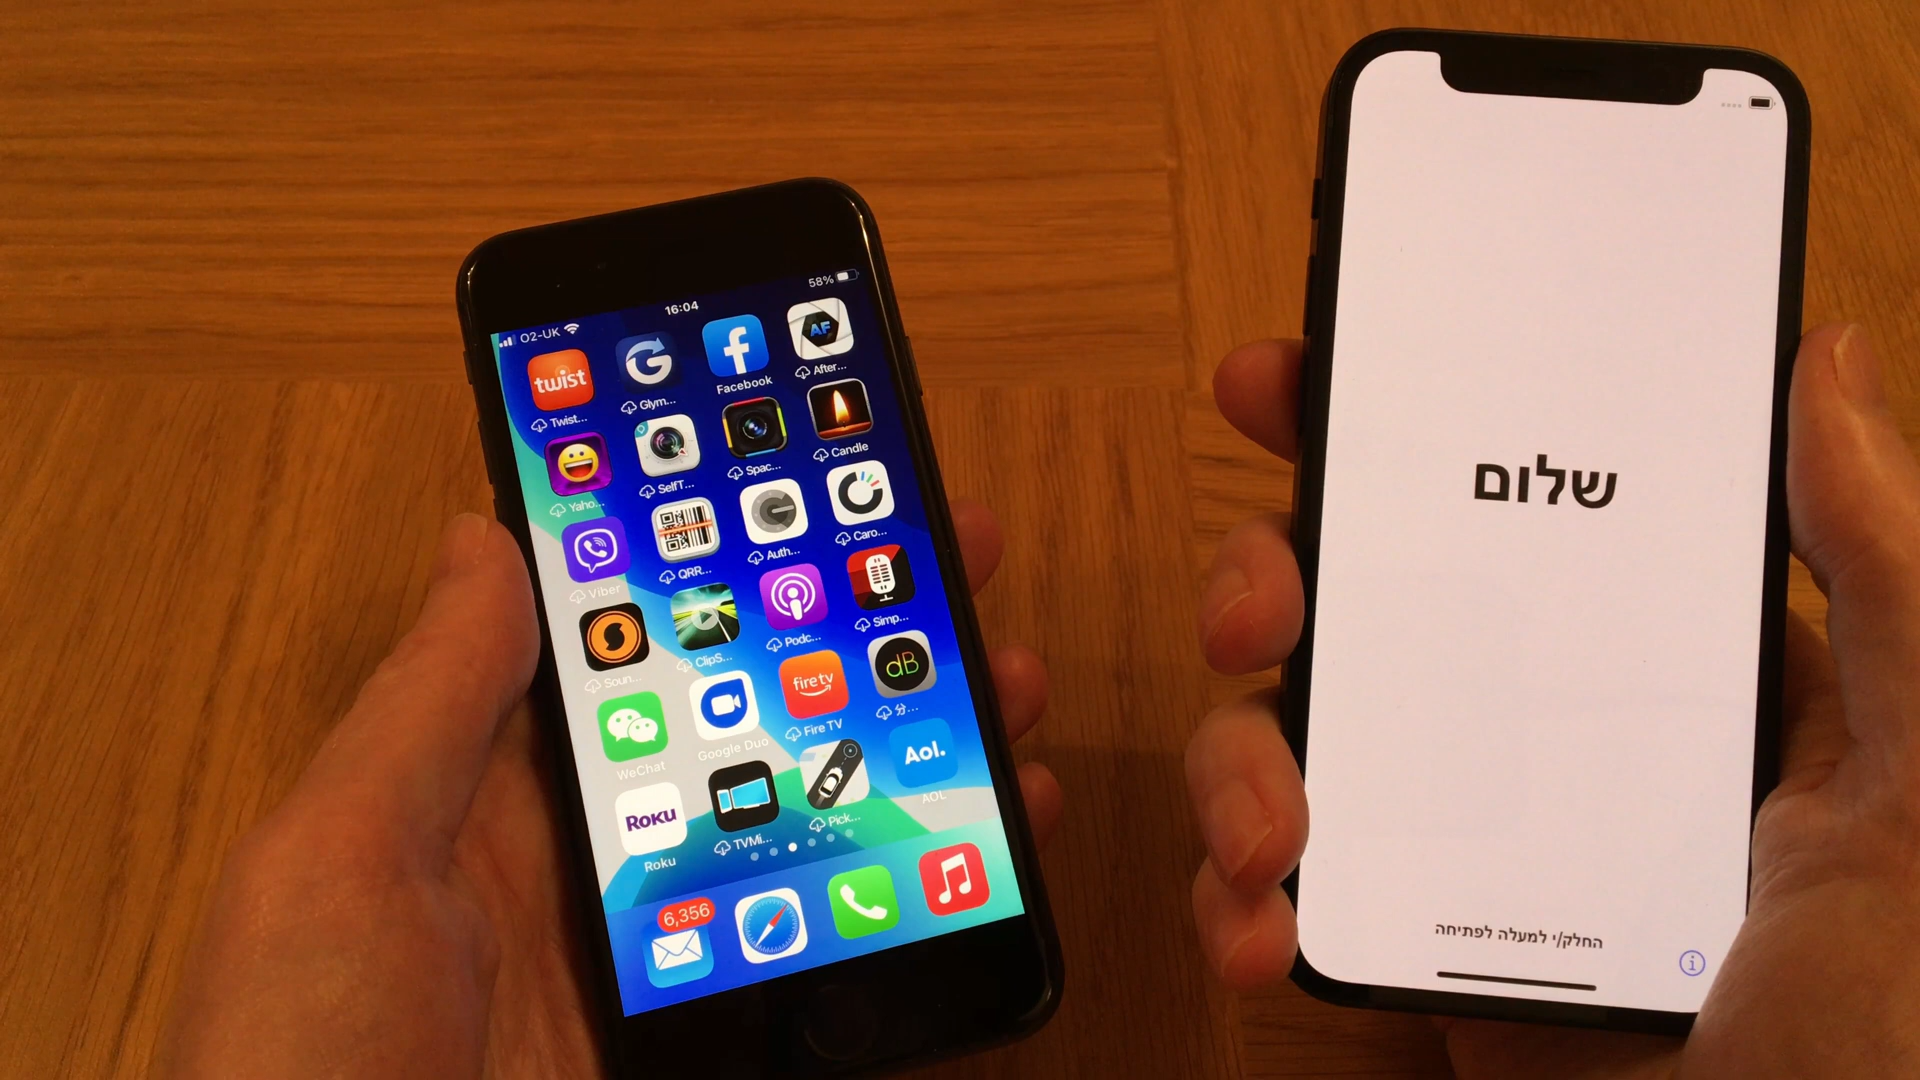 O2-UK
16:04
58%
twist
Twist...
Glym...
Facebook
AF
After...
Yaho...
SelfT...
Spac...
Candle
Viber
QRR...
Auth...
Caro...
Soun...
ClipS...
Podc...
Simp...
WeChat
Google Duo
fire tv
Fire TV
dB
分...
ROKU
Roku
TVMi...
Pick...
Aol.
AOL
6,356
שלום
החלק/י למעלה לפתיחה